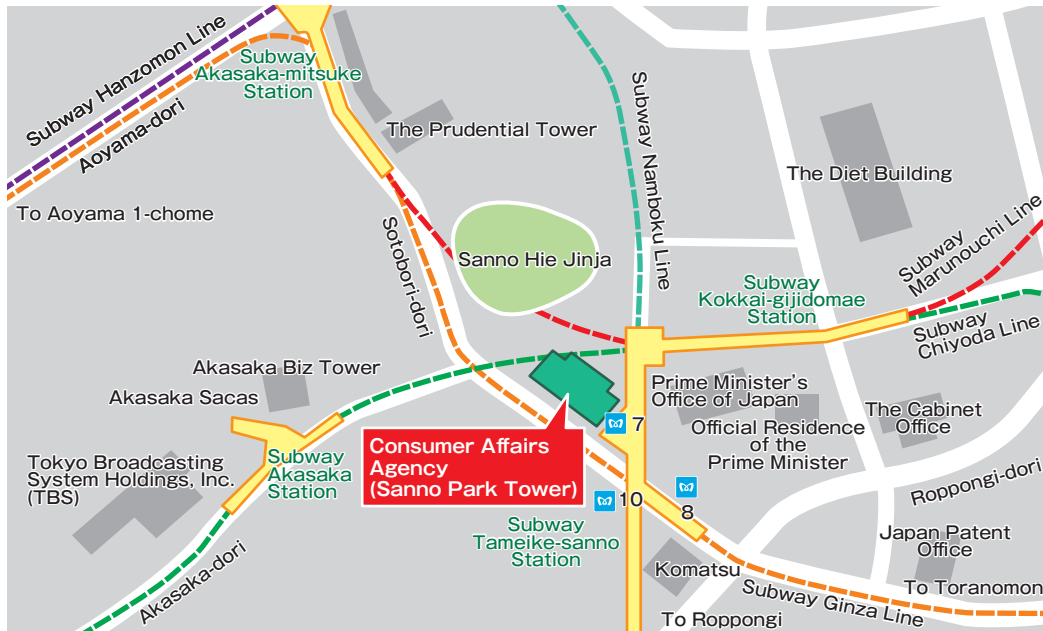 Subway Hanzomon Line
Aoyama-dori
Subway
Akasaka-mitsuke
Station
The Prudential Tower
To Aoyama 1-chome
Sotobori-dori
Sanno Hie Jinja
Subway Namboku Line
The Diet Building
Subway
Marunouchi Line
Subway
Kokkai-gijidomae
Station
Subway
Chiyoda Line
Akasaka Biz Tower
Akasaka Sacas
Prime Minister's
Office of Japan
7
Official Residence
of the
Prime Minister
The Cabinet
Office
Consumer Affairs
Agency
(Sanno Park Tower)
Tokyo Broadcasting
System Holdings, Inc.
(TBS)
Subway
Akasaka
Station
Roppongi-dori
10
8
Subway
Tameike-sanno
Station
Japan Patent
Office
Akasaka-dori
Komatsu
Subway Ginza Line
To Toranomon
To Roppongi